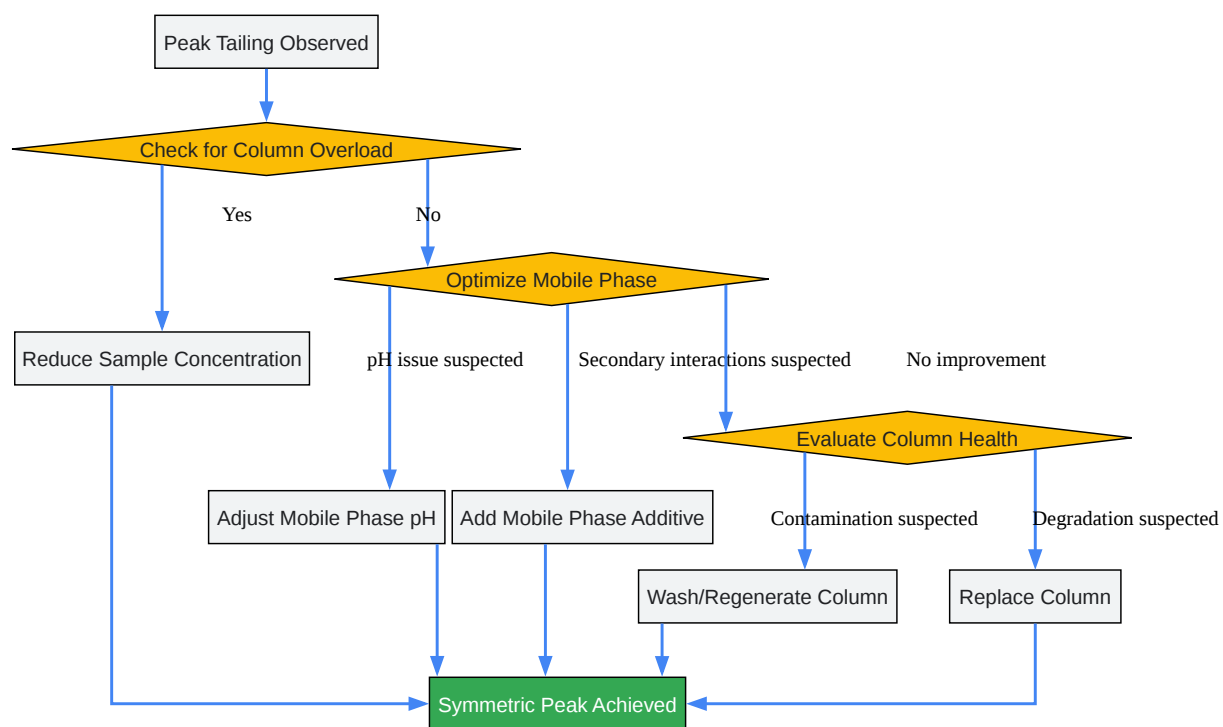 Peak Tailing Observed
Check for Column Overload
Yes
No
Optimize Mobile Phase
Reduce Sample Concentration
pH issue suspected
Secondary interactions suspected
No improvement
Evaluate Column Health
Adjust Mobile Phase pH
Add Mobile Phase Additive
Contamination suspected
Degradation suspected
Wash/Regenerate Column
Replace Column
Symmetric Peak Achieved